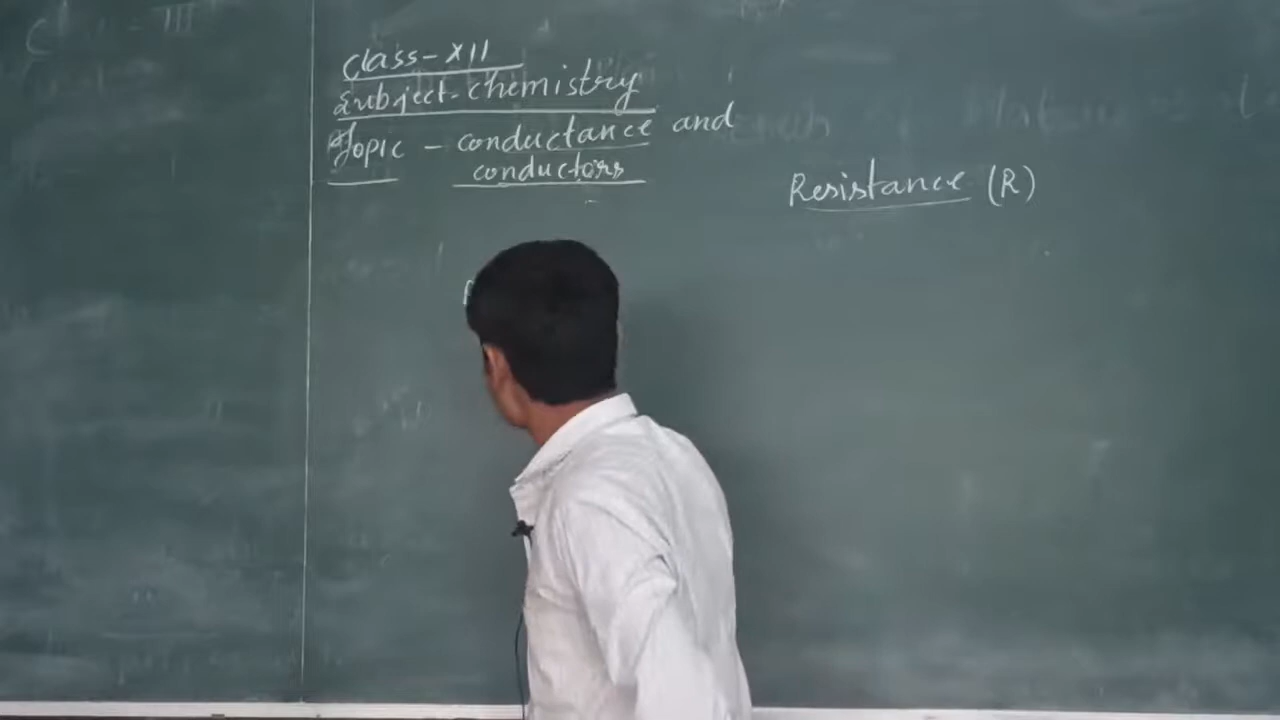 Class-XII
Subject-chemistry
Topic - conductance and
conductors
Resistance (R)